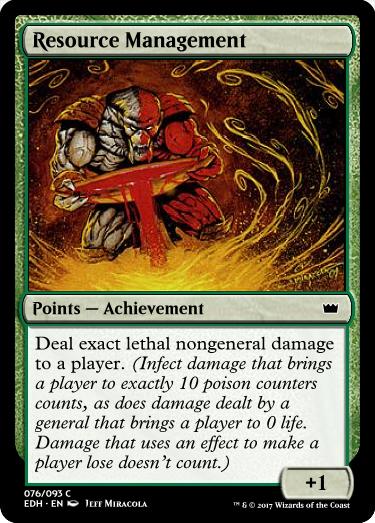 Resource Management
Points — Achievement
Deal exact lethal nongeneral damage
to a player. (Infect damage that brings
a player to exactly 10 poison counters
counts, as does damage dealt by a
general that brings a player to 0 life.
Damage that uses an effect to make a
player lose doesn't count.)
+1
076/093 C
EDH • EN Jeff Miracola
™ & © 2017 Wizards of the Coast